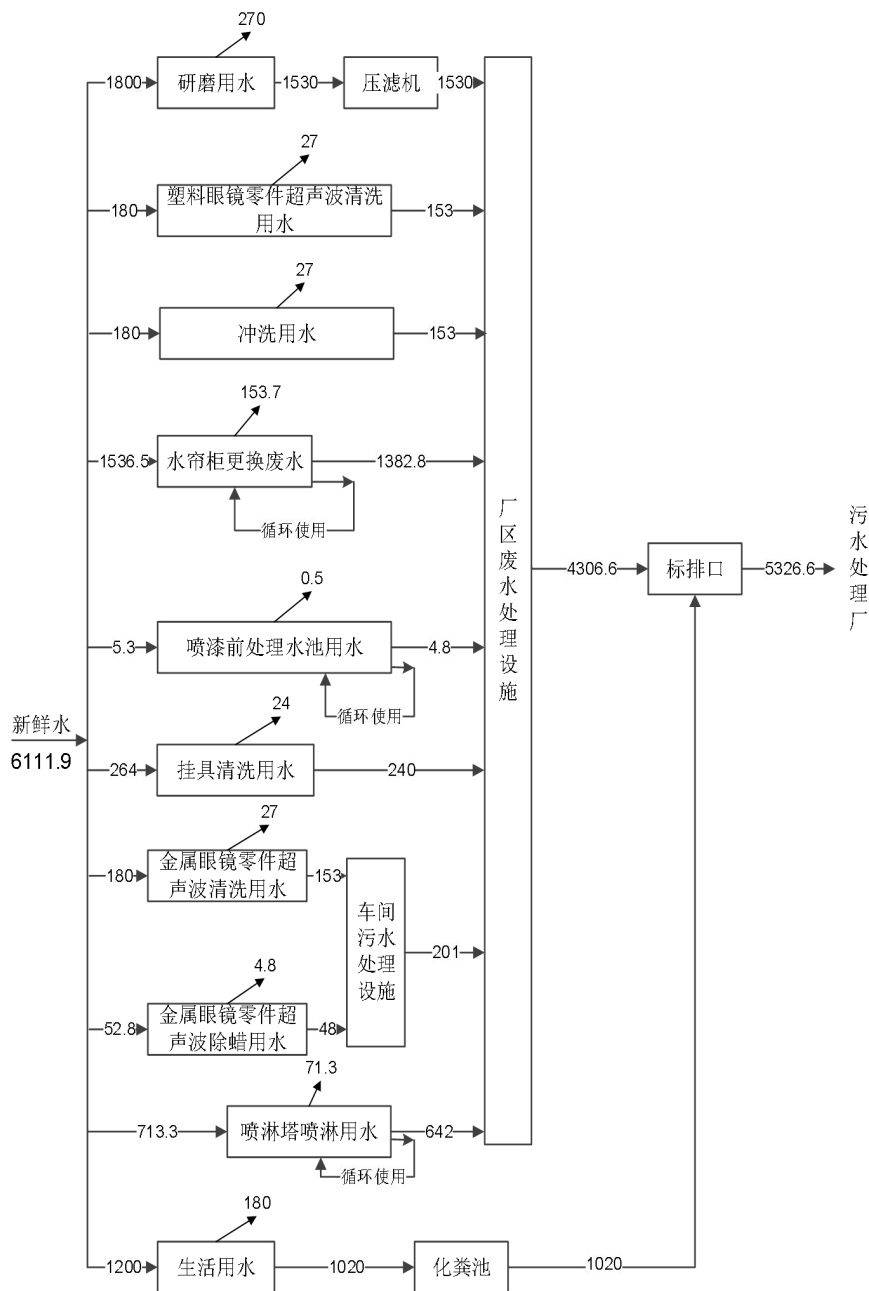 270
1800
研磨用水
1530
压滤机
1530
27
180
塑料眼镜零件超声波清洗
用水
153
27
180
冲洗用水
153
153.7
1536.5
水帘柜更换废水
1382.8
循环使用
0.5
5.3
喷漆前处理水池用水
4.8
循环使用
新鲜水
6111.9
24
264
挂具清洗用水
240
27
180
金属眼镜零件超
声波清洗用水
153
4.8
52.8
金属眼镜零件超
声波除蜡用水
48
车间
污水
处理
设施
201
71.3
713.3
喷淋塔喷淋用水
642
循环使用
180
1200
生活用水
1020
化粪池
1020
厂
区
废
水
处
理
设
施
4306.6
标排口
5326.6
污
水
处
理
厂